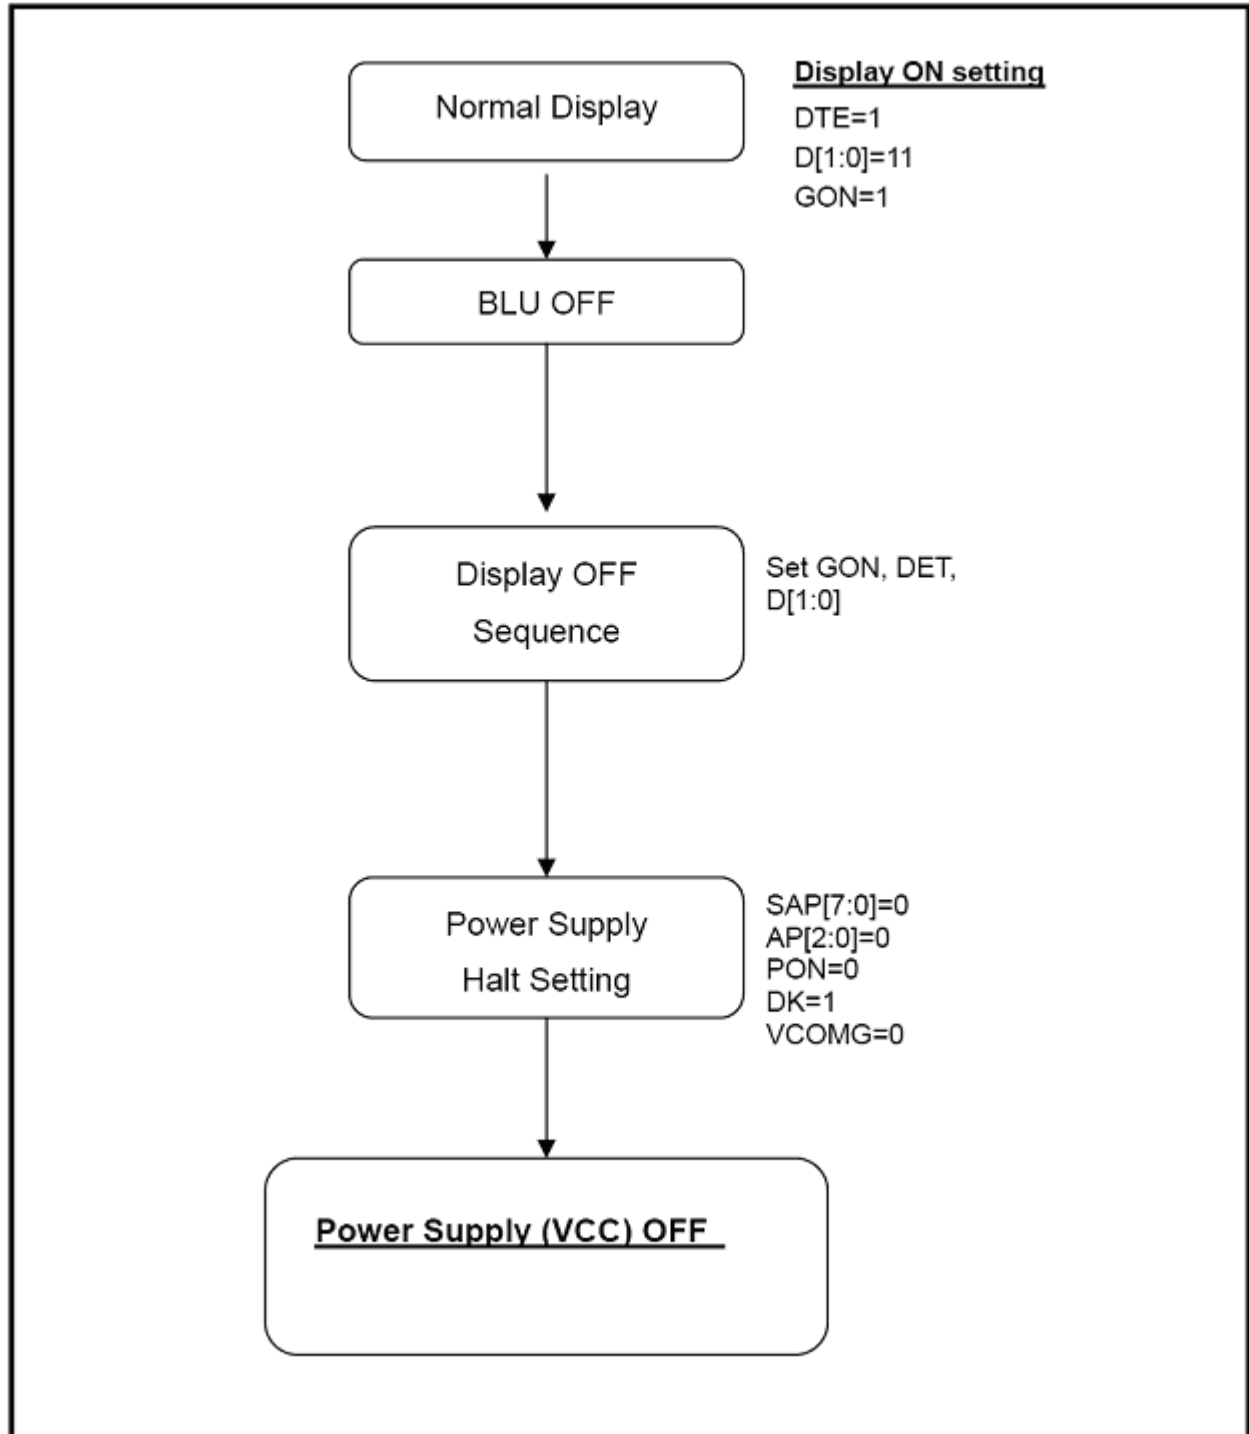 Normal Display
Display ON setting
DTE=1
D[1:0]=11
GON=1
BLU OFF
Display OFF
Sequence
Set GON, DET,
D[1:0]
Power Supply
Halt Setting
SAP[7:0]=0
AP[2:0]=0
PON=0
DK=1
VCOMG=0
Power Supply (VCC) OFF